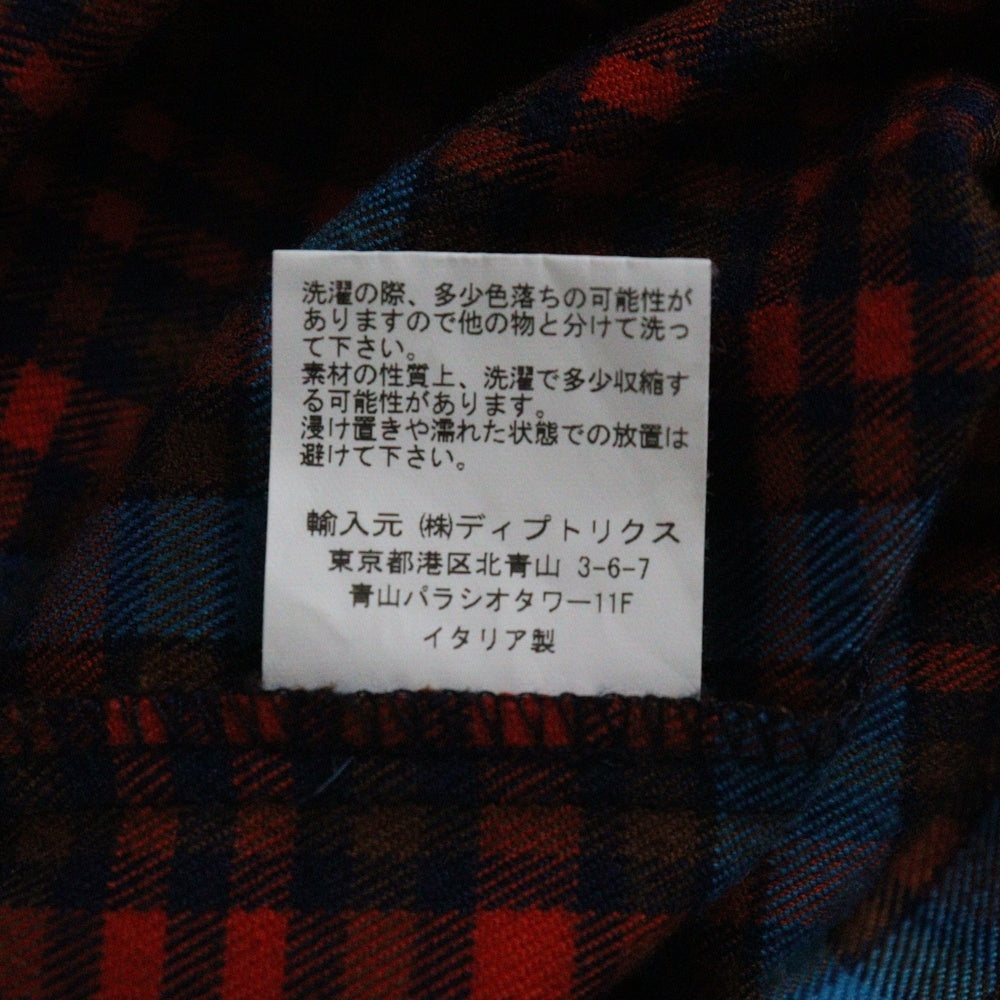 洗濯の際、多少色落ちの可能性が
ありますので他の物と分けて洗っ
て下さい。
素材の性質上、洗濯で多少収縮す
る可能性があります。
浸け置きや濡れた状態での放置は
避けて下さい。
輸入元 ㈱ディプトリクス
東京都港区北青山 3-6-7
青山パラシオタワー11F
イタリア製